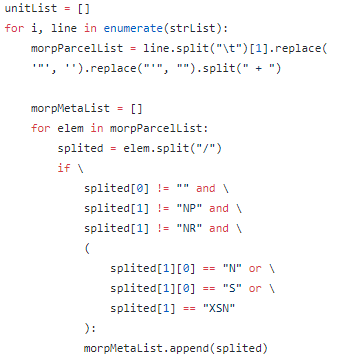 unitList = []
for i, line in enumerate(strList):
    morpParcelList = line.split("\t")[1].replace(
    '"', '').replace("'", "").split(" + ")

    morpMetaList = []
    for elem in morpParcelList:
        splited = elem.split("/")
        if \
            splited[0] != "" and \
            splited[1] != "NP" and \
            splited[1] != "NR" and \
            (
                splited[1][0] == "N" or \
                splited[1][0] == "S" or \
                splited[1] == "XSN"
            ):
            morpMetaList.append(splited)